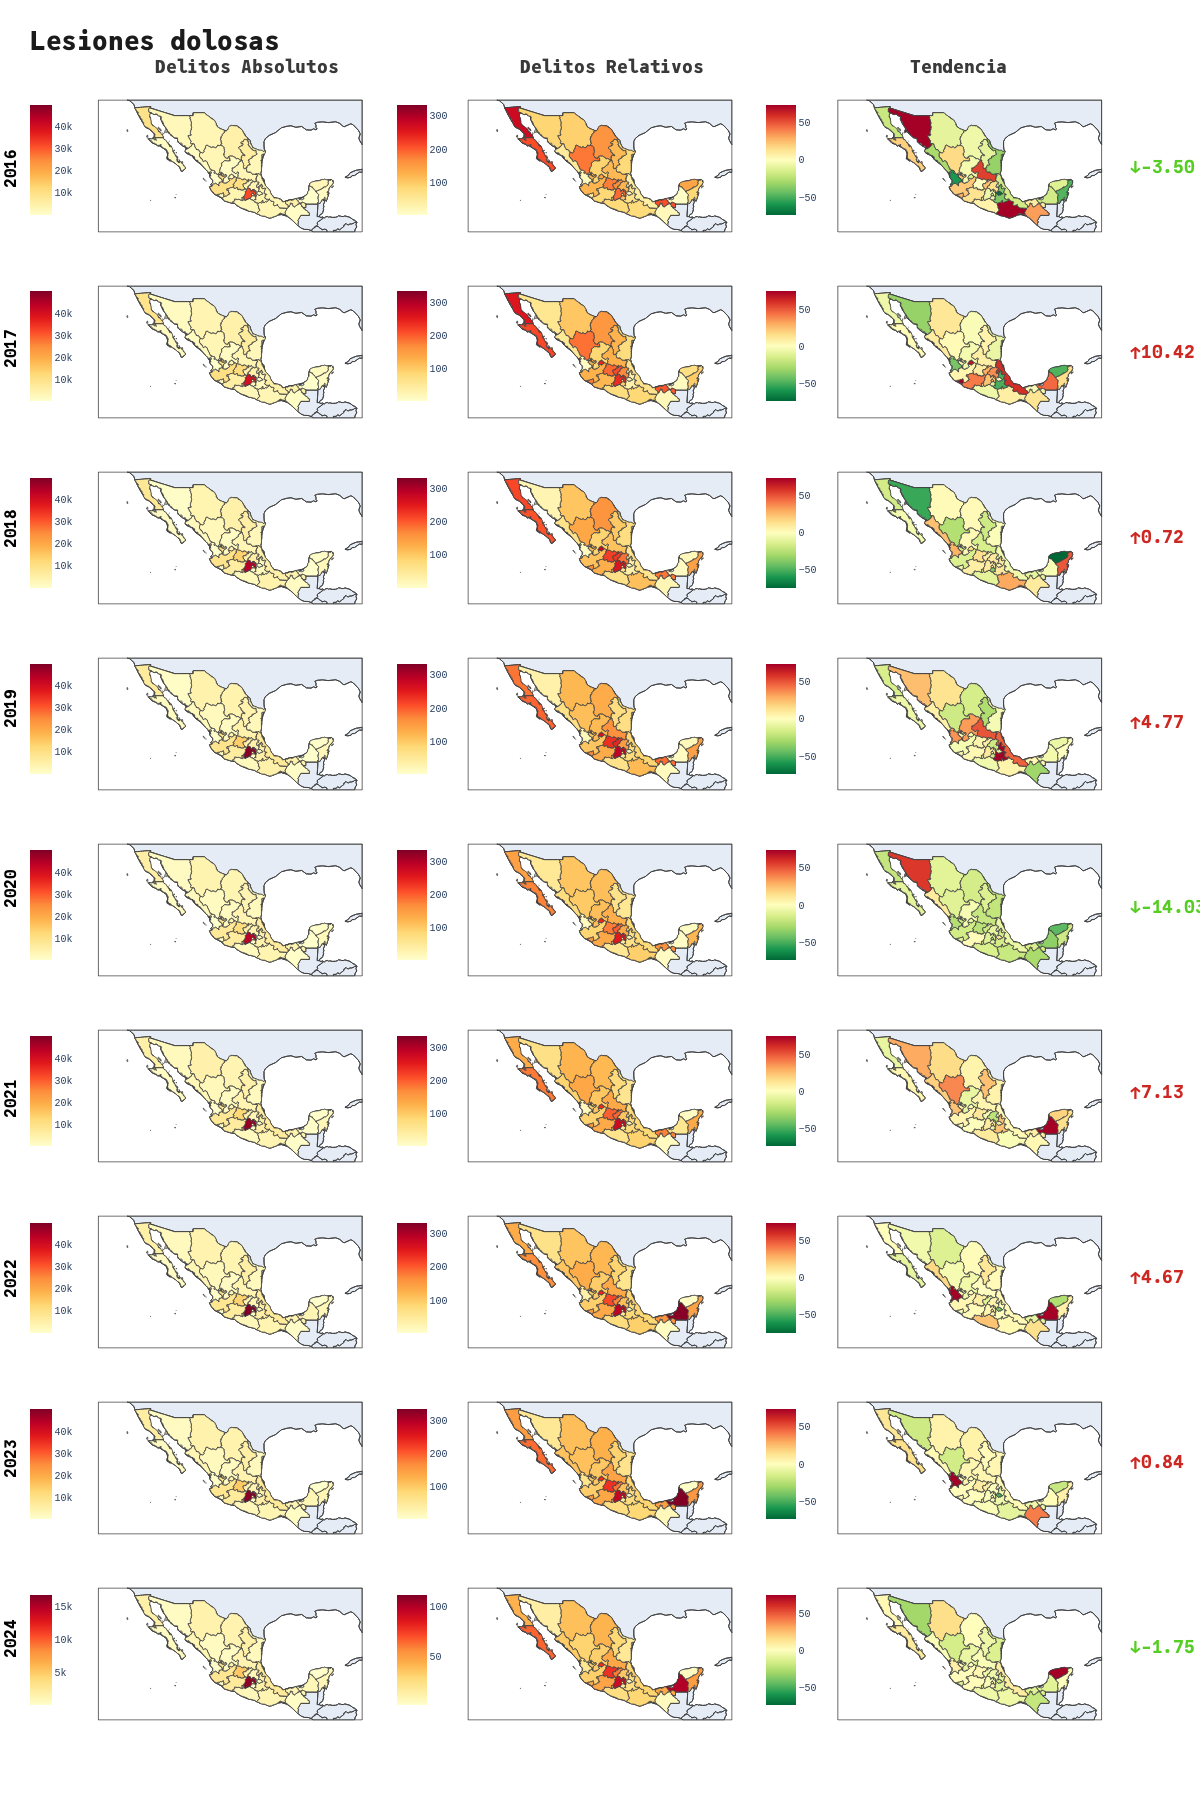 Lesiones dolosas
Delitos Absolutos Delitos Relativos Tendencia
2016
40k
30k
20k
10k
300
200
100
50
0
−50
↓-3.50
2017
40k
30k
20k
10k
300
200
100
50
0
−50
↑10.42
2018
40k
30k
20k
10k
300
200
100
50
0
−50
↑0.72
2019
40k
30k
20k
10k
300
200
100
50
0
−50
↑4.77
2020
40k
30k
20k
10k
300
200
100
50
0
−50
↓-14.03
2021
40k
30k
20k
10k
300
200
100
50
0
−50
↑7.13
2022
40k
30k
20k
10k
300
200
100
50
0
−50
↑4.67
2023
40k
30k
20k
10k
300
200
100
50
0
−50
↑0.84
2024
15k
10k
5k
100
50
50
0
−50
↓-1.75